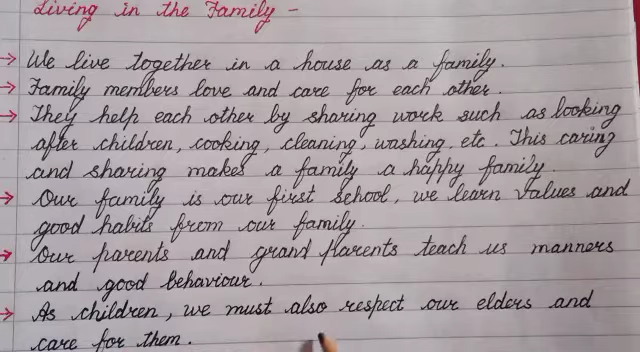 Living in the Family -
→ We live together in a house as a family.
→ Family members love and care for each other.
→ They help each other by sharing work such as looking
after children, cooking, cleaning, washing, etc. This caring
and sharing makes a family a happy family.
→ Our family is our first school, we learn values and
good habits from our family.
→ Our parents and grand parents teach us manners
and good behaviour.
→ As children, we must also respect our elders and
care for them.